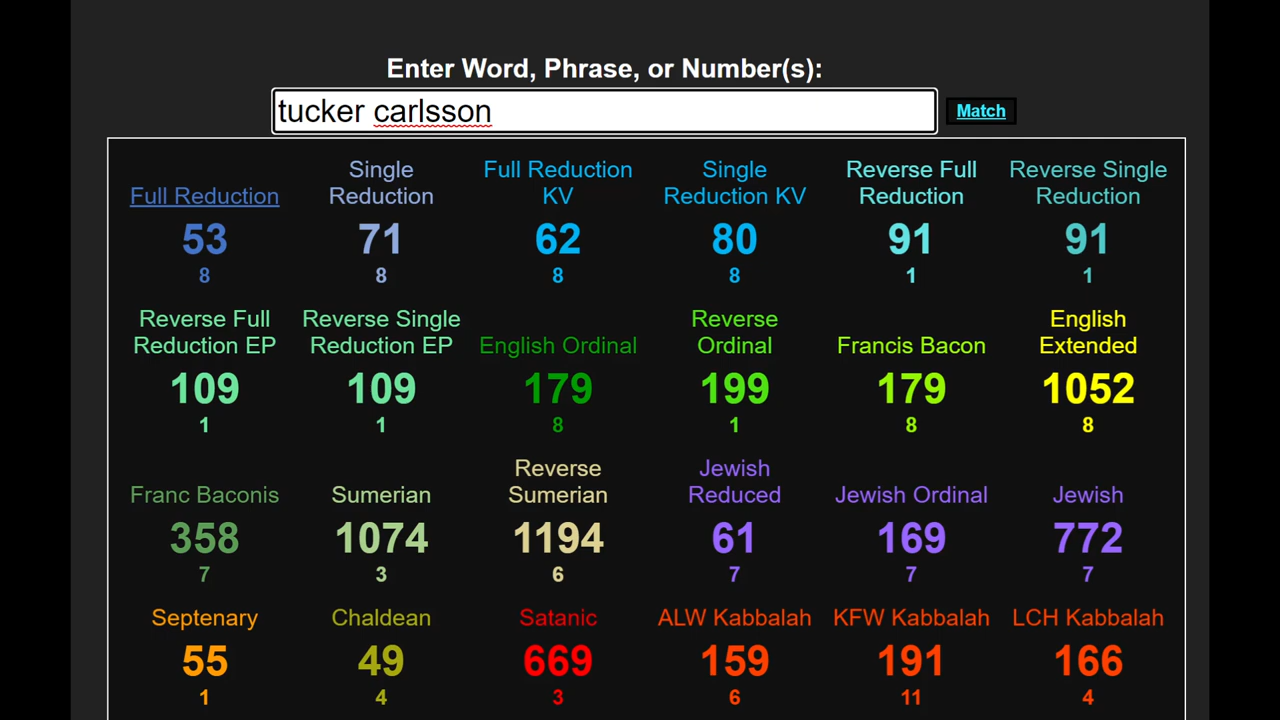 Enter Word, Phrase, or Number(s):
tucker carlsson Match
Full Reduction
Single Reduction
Full Reduction KV
Single Reduction KV
Reverse Full Reduction
Reverse Single Reduction
53 71 62 80 91 91
8 8 8 8 1 1
Reverse Full Reduction EP
Reverse Single Reduction EP
English Ordinal
Reverse Ordinal
Francis Bacon
English Extended
109 109 179 199 179 1052
1 1 8 1 8 8
Franc Baconis
Sumerian
Reverse Sumerian
Jewish Reduced
Jewish Ordinal
Jewish
358 1074 1194 61 169 772
7 3 6 7 7 7
Septenary Chaldean Satanic ALW Kabbalah KFW Kabbalah LCH Kabbalah
55 49 669 159 191 166
1 4 3 6 11 4